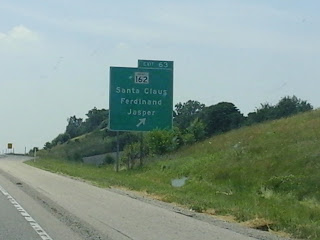 EXIT 63
162
Santa Claus
Ferdinand
Jasper